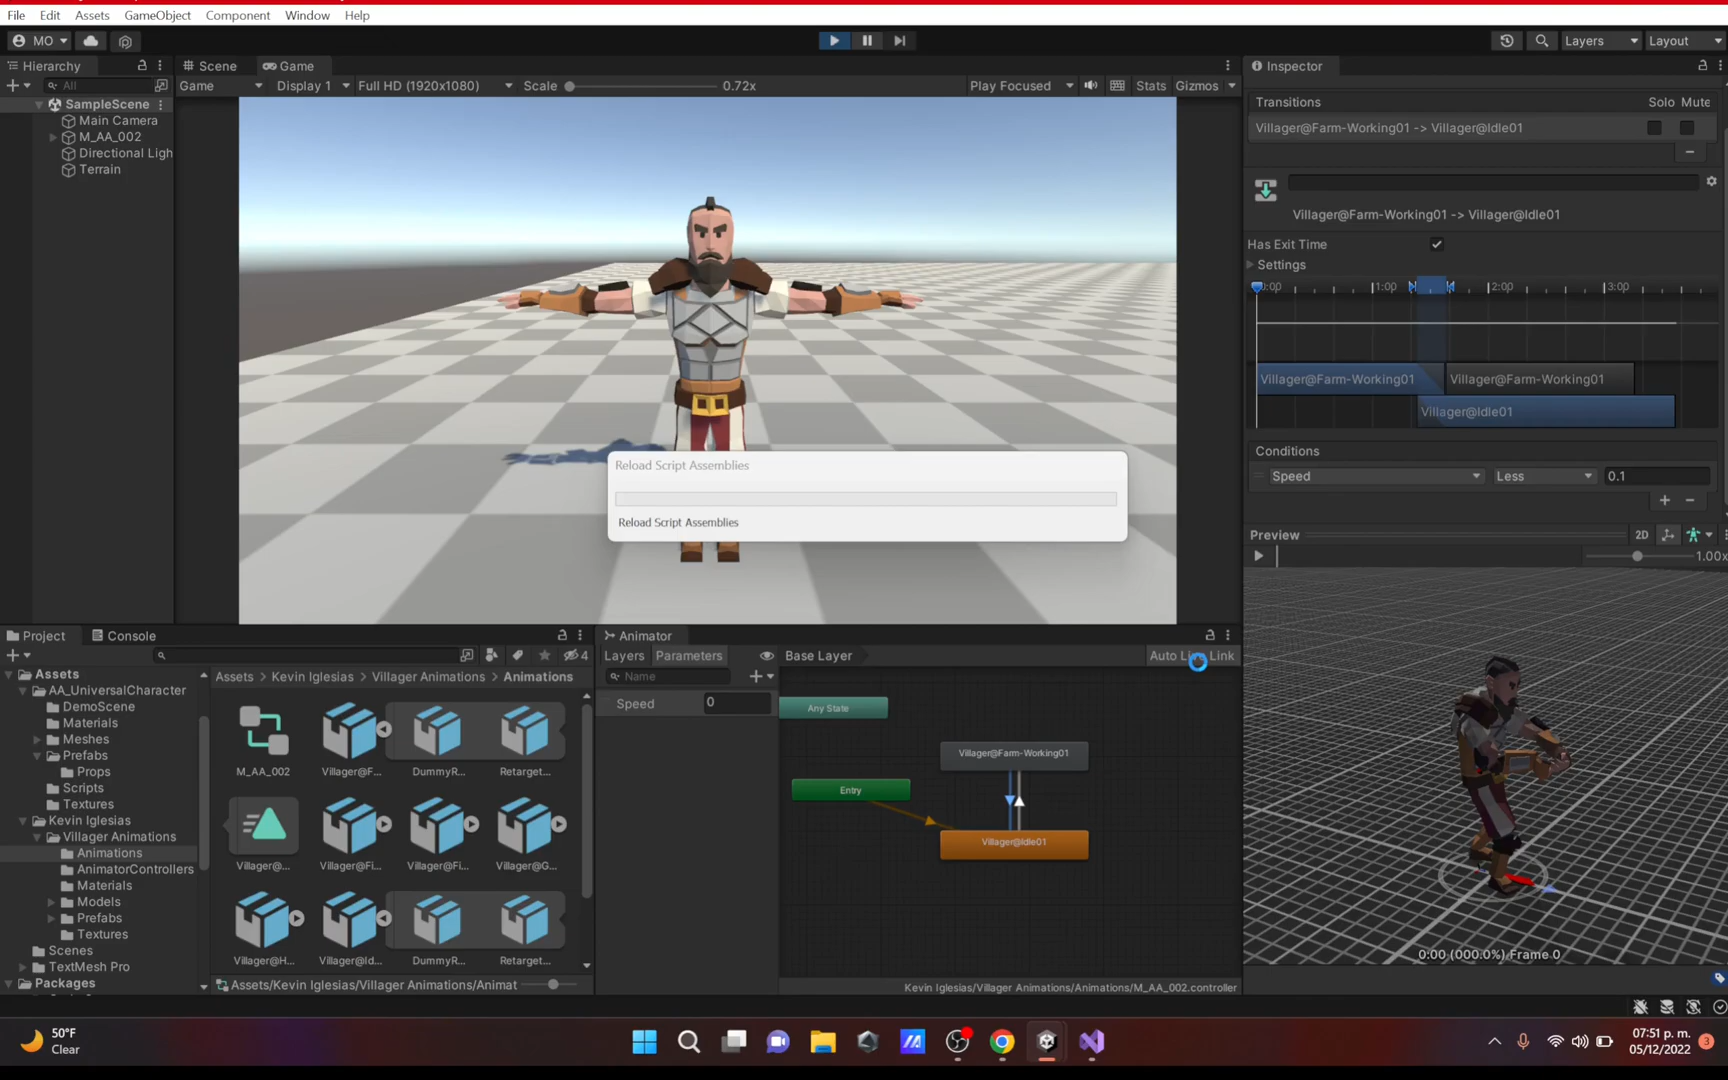 File Edit Assets GameObject Component Window Help
MO
Layers Layout
Hierarchy
All
SampleScene
Main Camera
M_AA_002
Directional Ligh
Terrain
Scene Game
Game Display 1 Full HD (1920x1080) Scale 0.72x Play Focused Stats Gizmos
Reload Script Assemblies
Reload Script Assemblies
Inspector
Transitions Solo Mute
Villager@Farm-Working01 -> Villager@Idle01
Villager@Farm-Working01 -> Villager@Idle01
Has Exit Time
Settings
0:00 1:00 2:00 3:00
Villager@Farm-Working01 Villager@Farm-Working01
Villager@Idle01
Conditions
Speed Less 0.1
Preview 2D
1.00x
0:00 (000.0%) Frame 0
Project Console
4
Assets
AA_UniversalCharacter
DemoScene
Materials
Meshes
Prefabs
Props
Scripts
Textures
Kevin Iglesias
Villager Animations
Animations
AnimatorControllers
Materials
Models
Prefabs
Textures
Scenes
TextMesh Pro
Packages
Assets > Kevin Iglesias > Villager Animations > Animations
M_AA_002 Villager@F... DummyR... Retarget...
Villager@... Villager@Fi... Villager@Fi... Villager@G...
Villager@H... Villager@Id... DummyR... Retarget...
Assets/Kevin Iglesias/Villager Animations/Animat
Animator
Layers Parameters Base Layer Auto Live Link
Name
Speed 0
Any State
Villager@Farm-Working01
Entry
Villager@Idle01
Kevin Iglesias/Villager Animations/Animations/M_AA_002.controller
50°F
Clear
07:51 p. m.
05/12/2022
3